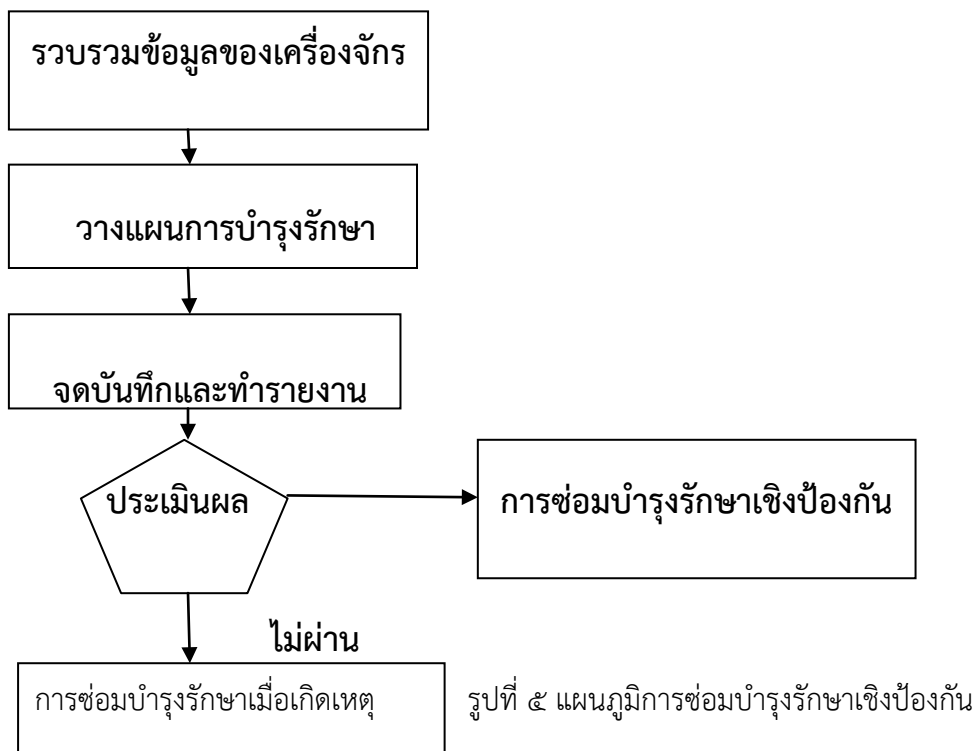 รวบรวมข้อมูลของเครื่องจักร
วางแผนการบำรุงรักษา
จดบันทึกและทำรายงาน
ประเมินผล
การซ่อมบำรุงรักษาเชิงป้องกัน
ไม่ผ่าน
การซ่อมบำรุงรักษาเมื่อเกิดเหตุ
รูปที่ ๕ แผนภูมิการซ่อมบำรุงรักษาเชิงป้องกัน